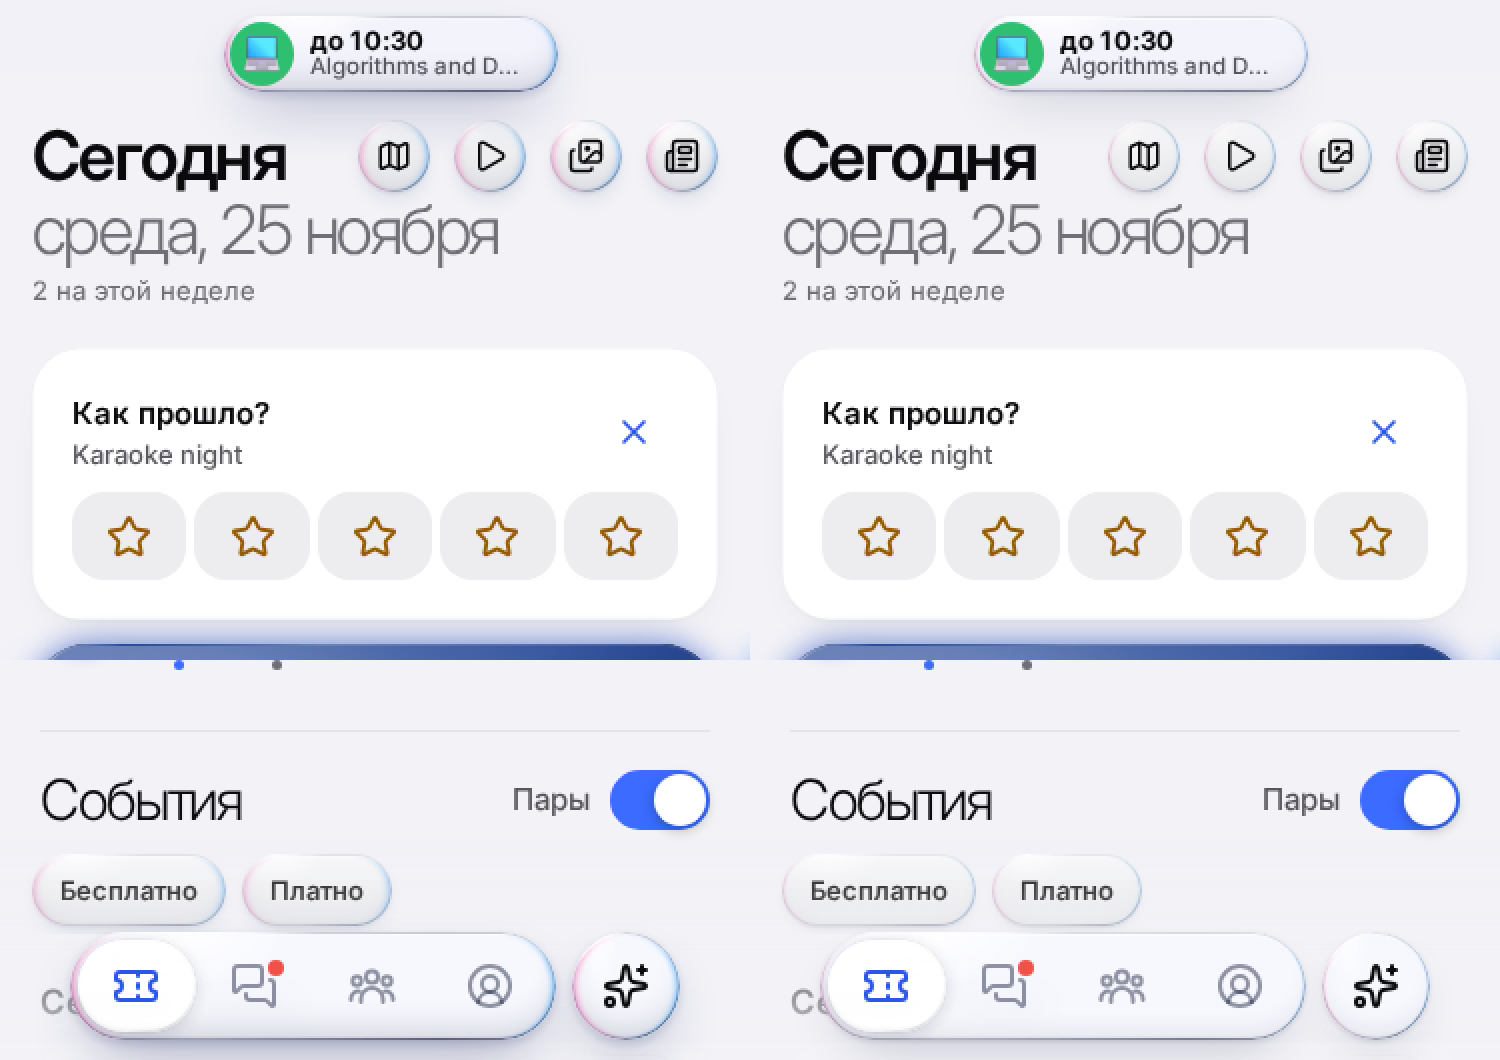 до 10:30
Algorithms and D...
Сегодня
среда, 25 ноября
2 на этой неделе
Как прошло?
Karaoke night
События
Пары
Бесплатно
Платно
Се
до 10:30
Algorithms and D...
Сегодня
среда, 25 ноября
2 на этой неделе
Как прошло?
Karaoke night
События
Пары
Бесплатно
Платно
Се